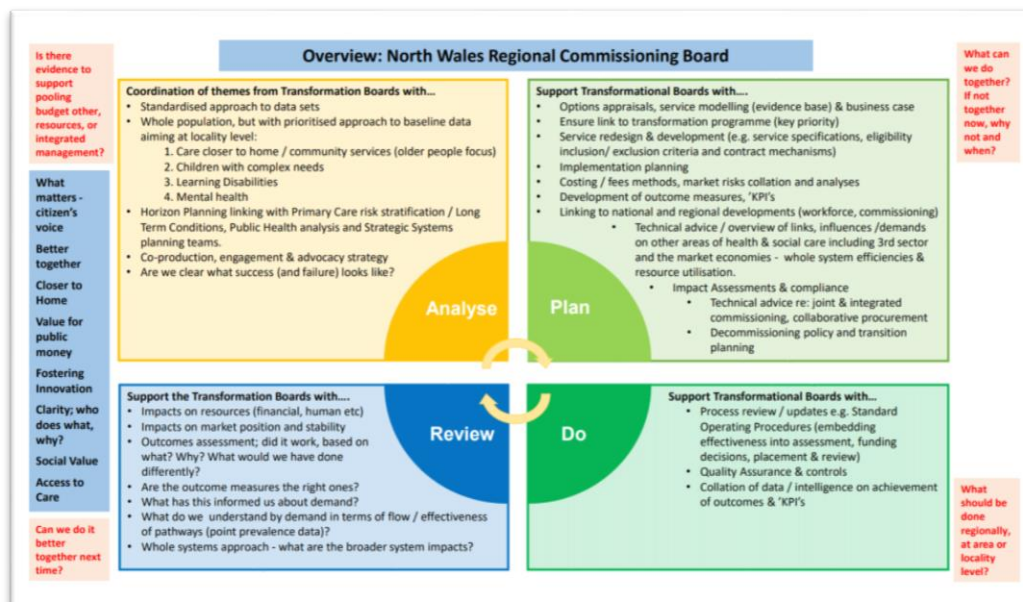 Overview: North Wales Regional Commissioning Board
Is there
evidence to
support
pooling
budget other,
resources, or
integrated
management?
What
matters -
citizen's
voice
Better
together
Closer to
Home
Value for
public
money
Fostering
Innovation
Clarity; who
does what,
why?
Social Value
Access to
Care
Can we do it
better
together next
time?
Coordination of themes from Transformation Boards with…
• Standardised approach to data sets
• Whole population, but with prioritised approach to baseline data
aiming at locality level:
1. Care closer to home / community services (older people focus)
2. Children with complex needs
3. Learning Disabilities
4. Mental health
• Horizon Planning linking with Primary Care risk stratification / Long
Term Conditions, Public Health analysis and Strategic Systems
planning teams.
• Co-production, engagement & advocacy strategy
• Are we clear what success (and failure) looks like?
Analyse
Support Transformational Boards with….
• Options appraisals, service modelling (evidence base) & business case
• Ensure link to transformation programme (key priority)
• Service redesign & development (e.g. service specifications, eligibility
inclusion/ exclusion criteria and contract mechanisms)
• Implementation planning
• Costing / fees methods, market risks collation and analyses
• Development of outcome measures, 'KPI's
• Linking to national and regional developments (workforce, commissioning)
• Technical advice / overview of links, influences /demands
on other areas of health & social care including 3rd sector
and the market economies - whole system efficiencies &
resource utilisation.
• Impact Assessments & compliance
• Technical advice re: joint & integrated
commissioning, collaborative procurement
• Decommissioning policy and transition
planning
Plan
Support the Transformation Boards with….
• Impacts on resources (financial, human etc)
• Impacts on market position and stability
• Outcomes assessment; did it work, based on
what? Why? What would we have done
differently?
• Are the outcome measures the right ones?
• What has this informed us about demand?
• What do we understand by demand in terms of flow / effectiveness
of pathways (point prevalence data)?
• Whole systems approach - what are the broader system impacts?
Review
Support Transformational Boards with…
• Process review / updates e.g. Standard
Operating Procedures (embedding
effectiveness into assessment, funding
decisions, placement & review)
• Quality Assurance & controls
• Collation of data / intelligence on achievement
of outcomes & 'KPI's
Do
What can
we do
together?
If not
together
now, why
not and
when?
What
should be
done
regionally,
at area or
locality
level?